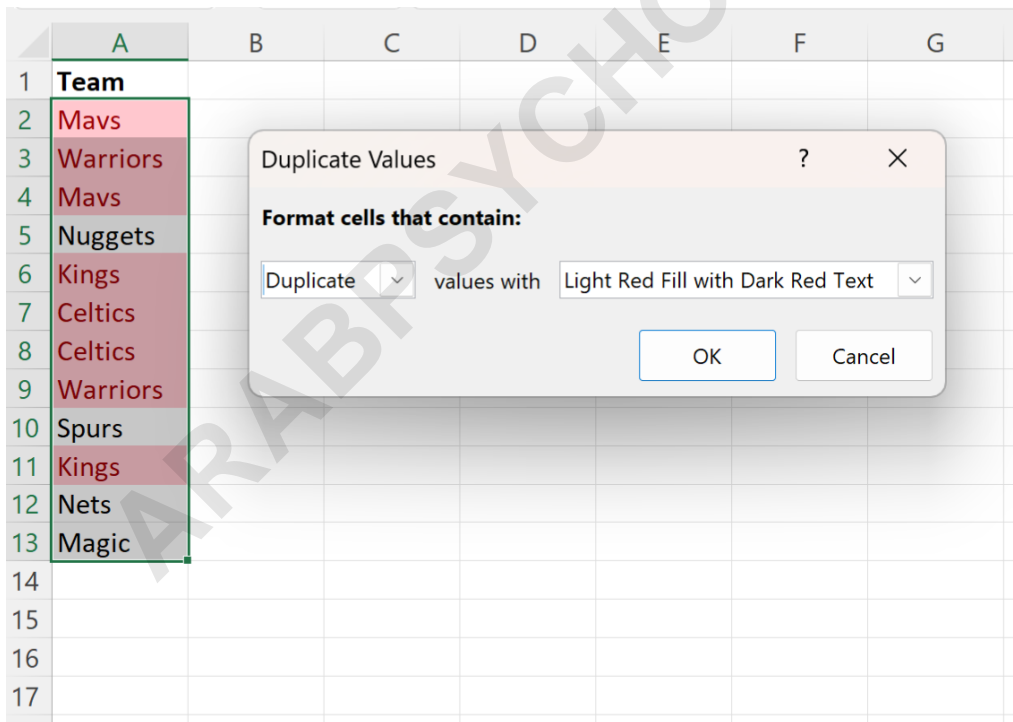 A B C D E F G
1 Team
2 Mavs
3 Warriors
4 Mavs
5 Nuggets
6 Kings
7 Celtics
8 Celtics
9 Warriors
10 Spurs
11 Kings
12 Nets
13 Magic
14
15
16
17
Duplicate Values ? X
Format cells that contain:
Duplicate values with Light Red Fill with Dark Red Text
OK Cancel
ARABPSYCHO